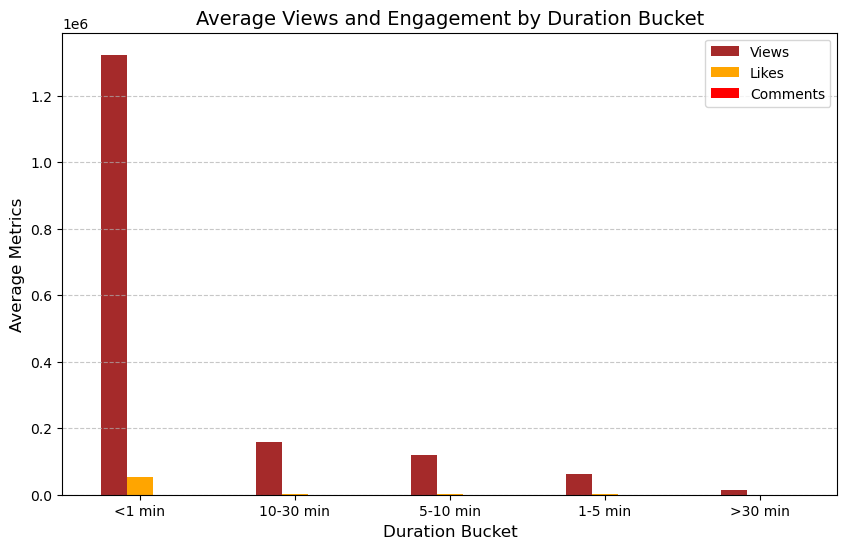 Average Views and Engagement by Duration Bucket
1e6
Views
Likes
Comments
1.2
1.0
0.8
0.6
0.4
0.2
0.0
Average Metrics
<1 min
10-30 min
5-10 min
1-5 min
>30 min
Duration Bucket